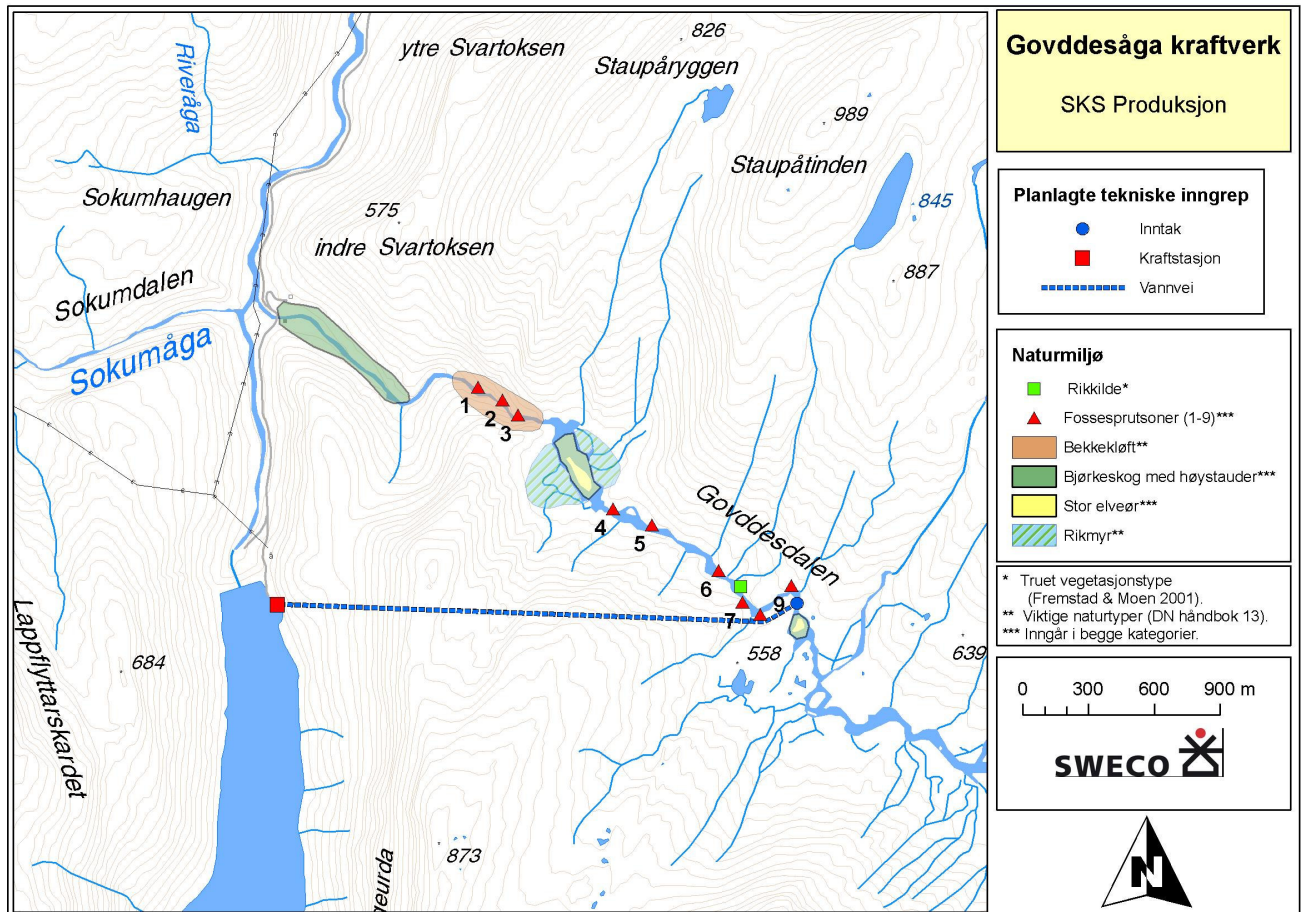 Riveråga
ytre Svartoksen
826
Staupåryggen
989
Staupåtinden
845
887
Sokumhaugen
575
indre Svartoksen
Sokumdalen
Sokumåga
1
2
3
4
5
Govddesdalen
6
7
9
558
639
684
Lappflyttarskardet
873
geurda
Govddesåga kraftverk
SKS Produksjon
Planlagte tekniske inngrep
Inntak
Kraftstasjon
Vannvei
Naturmiljø
Rikkilde*
Fossesprutsoner (1-9)***
Bekkekløft**
Bjørkeskog med høystauder***
Stor elveør***
Rikmyr**
* Truet vegetasjonstype
(Fremstad & Moen 2001).
** Viktige naturtyper (DN håndbok 13).
*** Inngår i begge kategorier.
0 300 600 900 m
SWECO
N